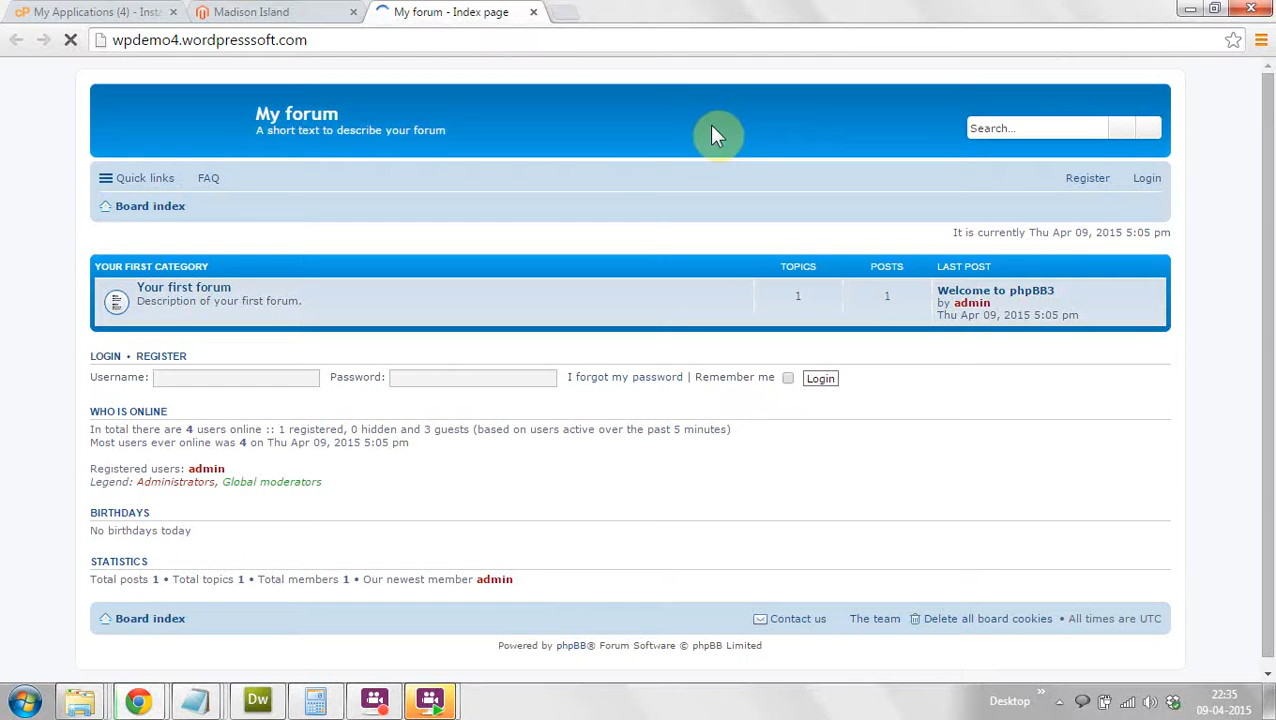 My Applications (4) - Inst
Madison Island
My forum - Index page
wpdemo4.wordpresssoft.com
My forum
A short text to describe your forum
Search...
Quick links
FAQ
Register
Login
Board index
It is currently Thu Apr 09, 2015 5:05 pm
YOUR FIRST CATEGORY
TOPICS
POSTS
LAST POST
Your first forum
Description of your first forum.
1
1
Welcome to phpBB3
by admin
Thu Apr 09, 2015 5:05 pm
LOGIN • REGISTER
Username:
Password:
I forgot my password | Remember me
Login
WHO IS ONLINE
In total there are 4 users online :: 1 registered, 0 hidden and 3 guests (based on users active over the past 5 minutes)
Most users ever online was 4 on Thu Apr 09, 2015 5:05 pm
Registered users: admin
Legend: Administrators, Global moderators
BIRTHDAYS
No birthdays today
STATISTICS
Total posts 1 • Total topics 1 • Total members 1 • Our newest member admin
Board index
Contact us
The team
Delete all board cookies • All times are UTC
Powered by phpBB® Forum Software © phpBB Limited
Dw
Desktop
22:35
09-04-2015